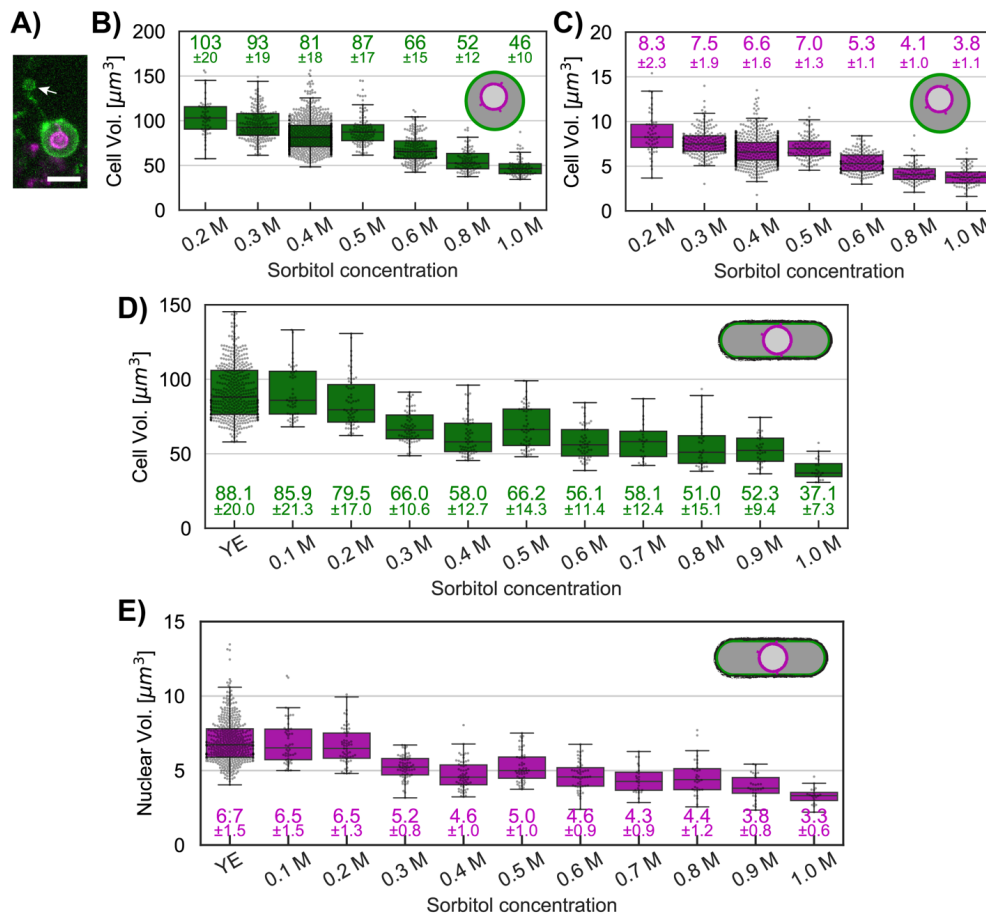 A)
B)
Cell Vol. [μm³]
200
150
100
50
0
103 93 81 87 66 52 46
±20 ±19 ±18 ±17 ±15 ±12 ±10
0.2 M 0.3 M 0.4 M 0.5 M 0.6 M 0.8 M 1.0 M
Sorbitol concentration
C)
Cell Vol. [μm³]
20
15
10
5
0
8.3 7.5 6.6 7.0 5.3 4.1 3.8
±2.3 ±1.9 ±1.6 ±1.3 ±1.1 ±1.0 ±1.1
0.2 M 0.3 M 0.4 M 0.5 M 0.6 M 0.8 M 1.0 M
Sorbitol concentration
D)
Cell Vol. [μm³]
150
100
50
0
88.1 85.9 79.5 66.0 58.0 66.2 56.1 58.1 51.0 52.3 37.1
±20.0 ±21.3 ±17.0 ±10.6 ±12.7 ±14.3 ±11.4 ±12.4 ±15.1 ±9.4 ±7.3
YE 0.1 M 0.2 M 0.3 M 0.4 M 0.5 M 0.6 M 0.7 M 0.8 M 0.9 M 1.0 M
Sorbitol concentration
E)
Nuclear Vol. [μm³]
15
10
5
0
6.7 6.5 6.5 5.2 4.6 5.0 4.6 4.3 4.4 3.8 3.3
±1.5 ±1.5 ±1.3 ±0.8 ±1.0 ±1.0 ±0.9 ±0.9 ±1.2 ±0.8 ±0.6
YE 0.1 M 0.2 M 0.3 M 0.4 M 0.5 M 0.6 M 0.7 M 0.8 M 0.9 M 1.0 M
Sorbitol concentration